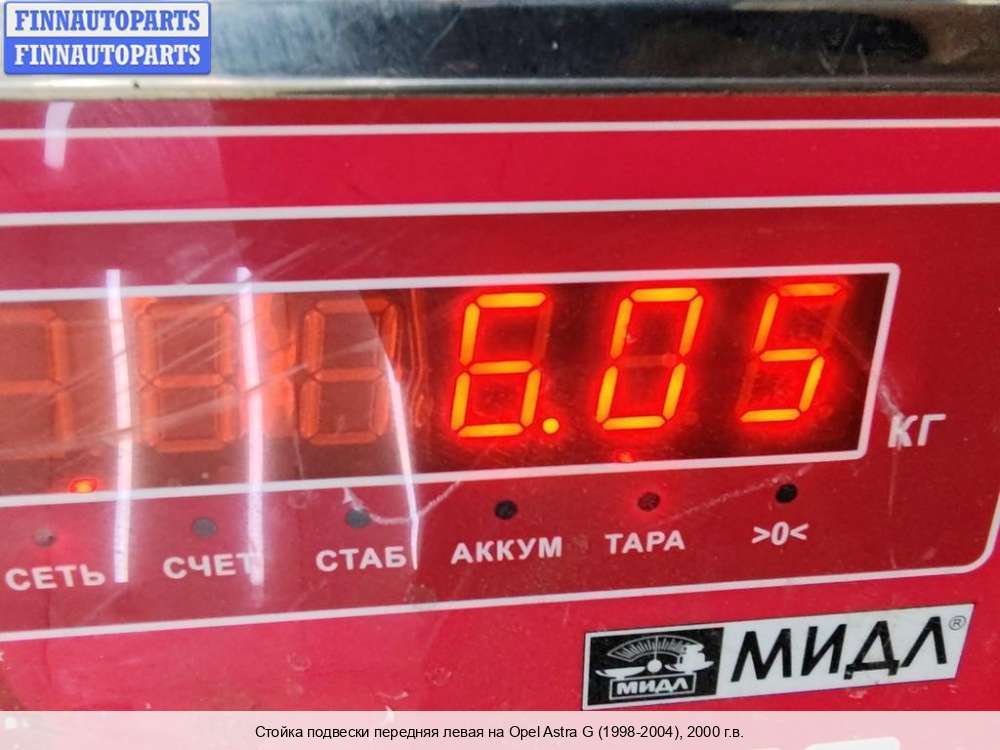 FINNAUTOPARTS
FINNAUTOPARTS
6.05
КГ
СЕТЬ СЧЕТ СТАБ АККУМ ТАРА >0<
МИДЛ МИДЛ®
Стойка подвески передняя левая на Opel Astra G (1998-2004), 2000 г.в.